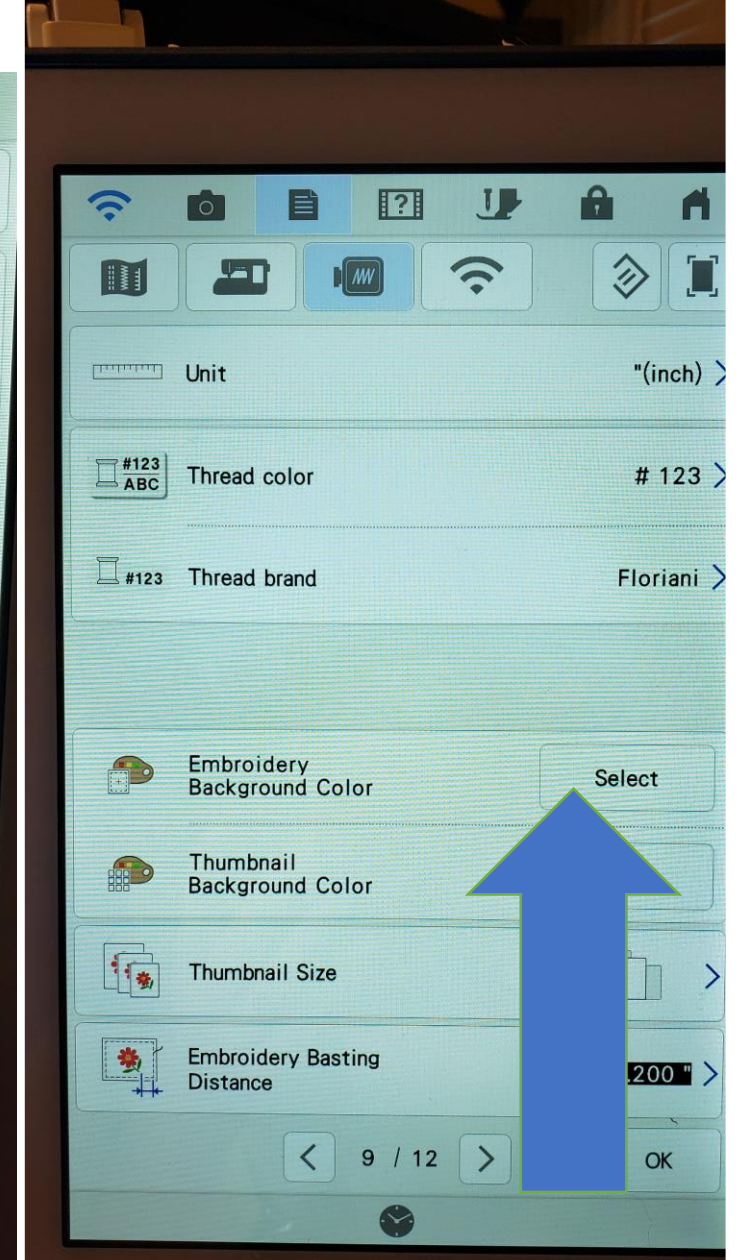 ?
Unit "(inch)
#123
ABC Thread color # 123
#123 Thread brand Floriani
Embroidery
Background Color Select
Thumbnail
Background Color
Thumbnail Size
Embroidery Basting
Distance .200 "
9 / 12 OK